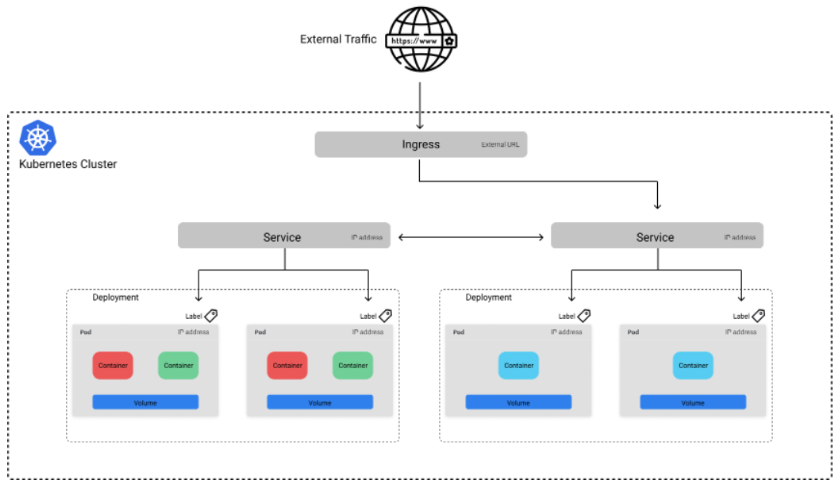 External Traffic
https://www
Kubernetes Cluster
Ingress
External URL
Service
IP address
Service
IP address
Deployment
Label
Label
Pod
IP address
Container
Container
Volume
Pod
IP address
Container
Container
Volume
Deployment
Label
Label
Pod
IP address
Container
Volume
Pod
IP address
Container
Volume